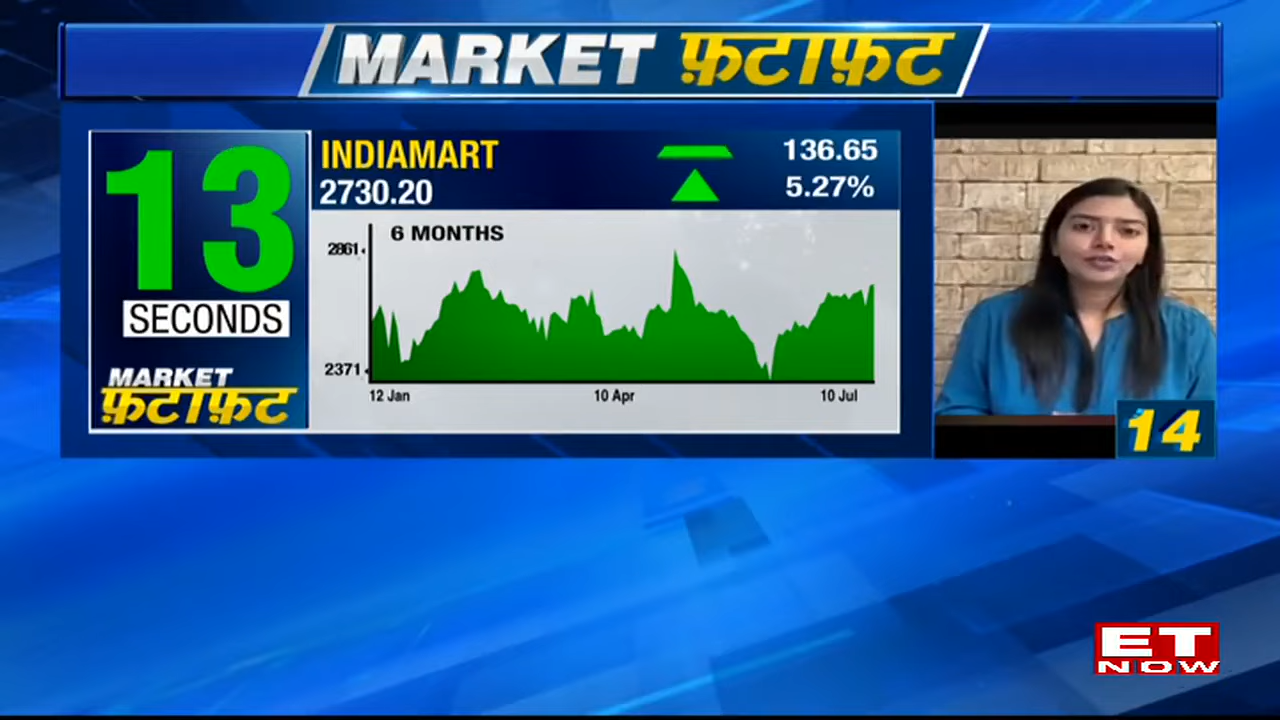 MARKET फ़टाफ़ट
13
SECONDS
MARKET
फ़टाफ़ट
INDIAMART
2730.20
136.65
5.27%
6 MONTHS
2861
2371
12 Jan
10 Apr
10 Jul
14
ET
NOW